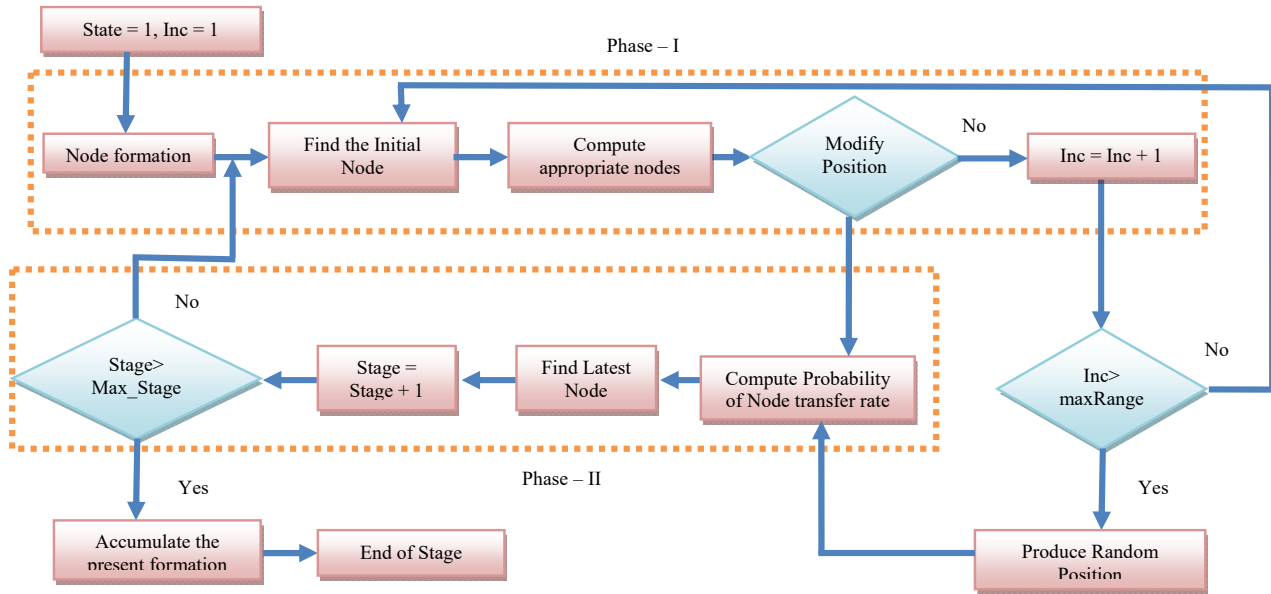 State = 1, Inc = 1
Phase – I
Node formation
Find the Initial
Node
Compute
appropriate nodes
Modify
Position
No
Inc = Inc + 1
No
Stage>
Max_Stage
Stage =
Stage + 1
Find Latest
Node
Compute Probability
of Node transfer rate
Inc>
maxRange
No
Yes
Phase – II
Yes
Accumulate the
present formation
End of Stage
Produce Random
Position